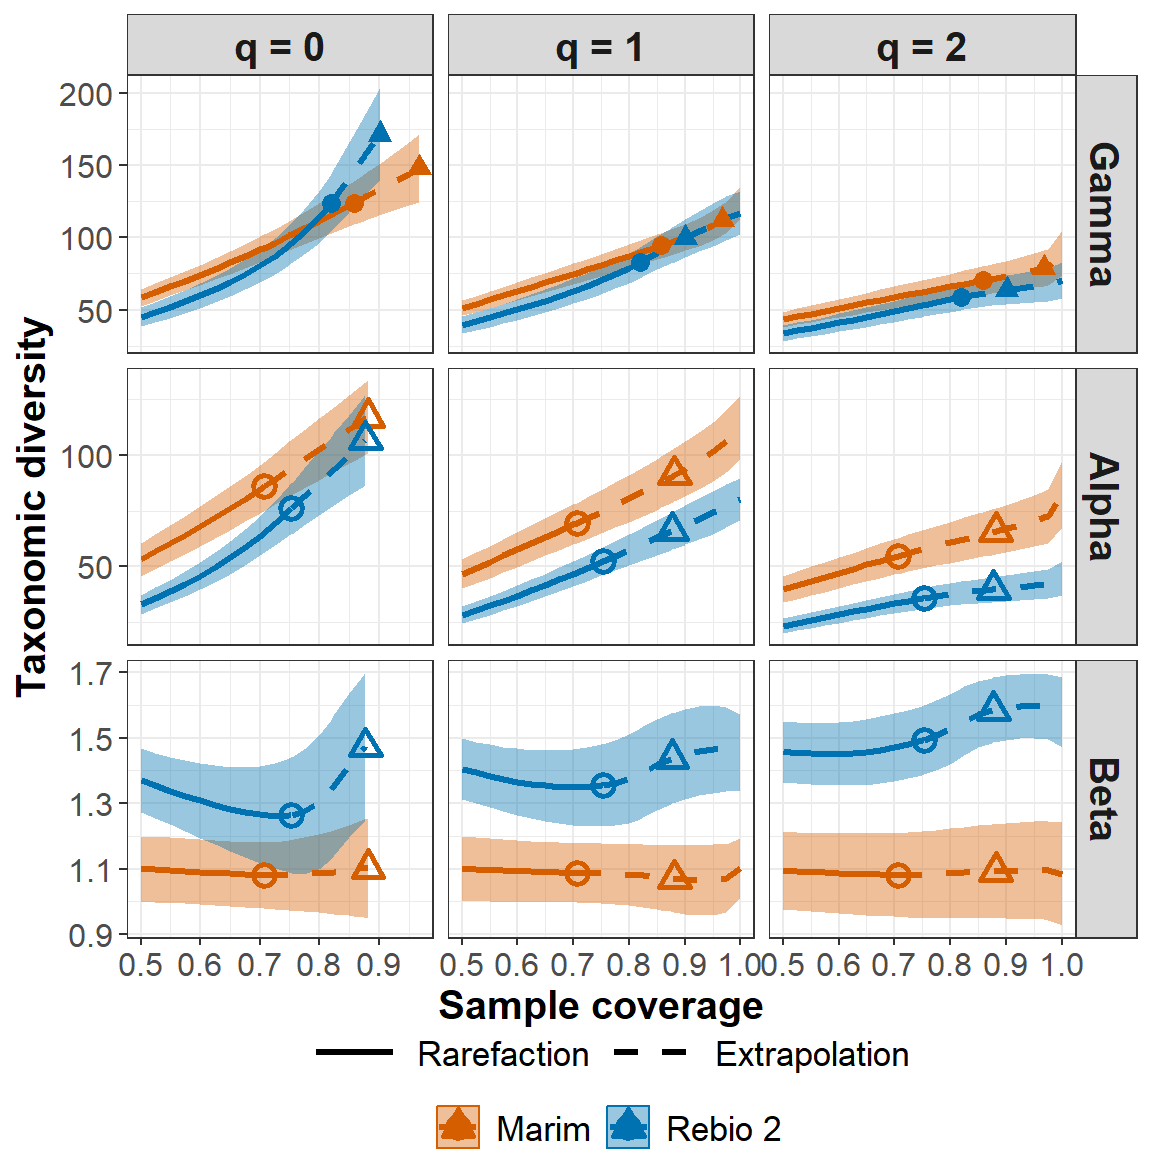 q = 0
q = 1
q = 2
200
150
100
50
Gamma
100
50
Alpha
1.7
1.5
1.3
1.1
0.9
Beta
Taxonomic diversity
0.5 0.6 0.7 0.8 0.9
0.5 0.6 0.7 0.8 0.9 1.0
0.5 0.6 0.7 0.8 0.9 1.0
Sample coverage
Rarefaction Extrapolation
Marim Rebio 2